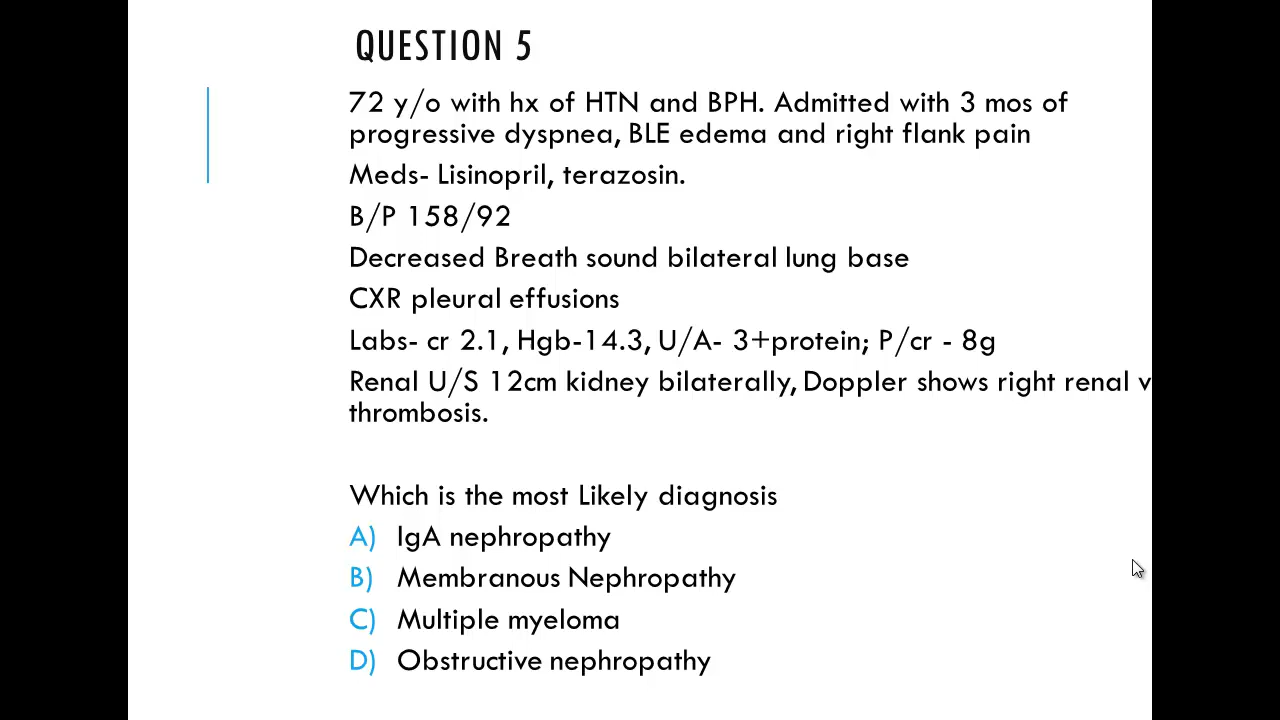 QUESTION 5
72 y/o with hx of HTN and BPH. Admitted with 3 mos of
progressive dyspnea, BLE edema and right flank pain
Meds- Lisinopril, terazosin.
B/P 158/92
Decreased Breath sound bilateral lung base
CXR pleural effusions
Labs- cr 2.1, Hgb-14.3, U/A- 3+protein; P/cr - 8g
Renal U/S 12cm kidney bilaterally, Doppler shows right renal
thrombosis.
Which is the most Likely diagnosis
A) IgA nephropathy
B) Membranous Nephropathy
C) Multiple myeloma
D) Obstructive nephropathy